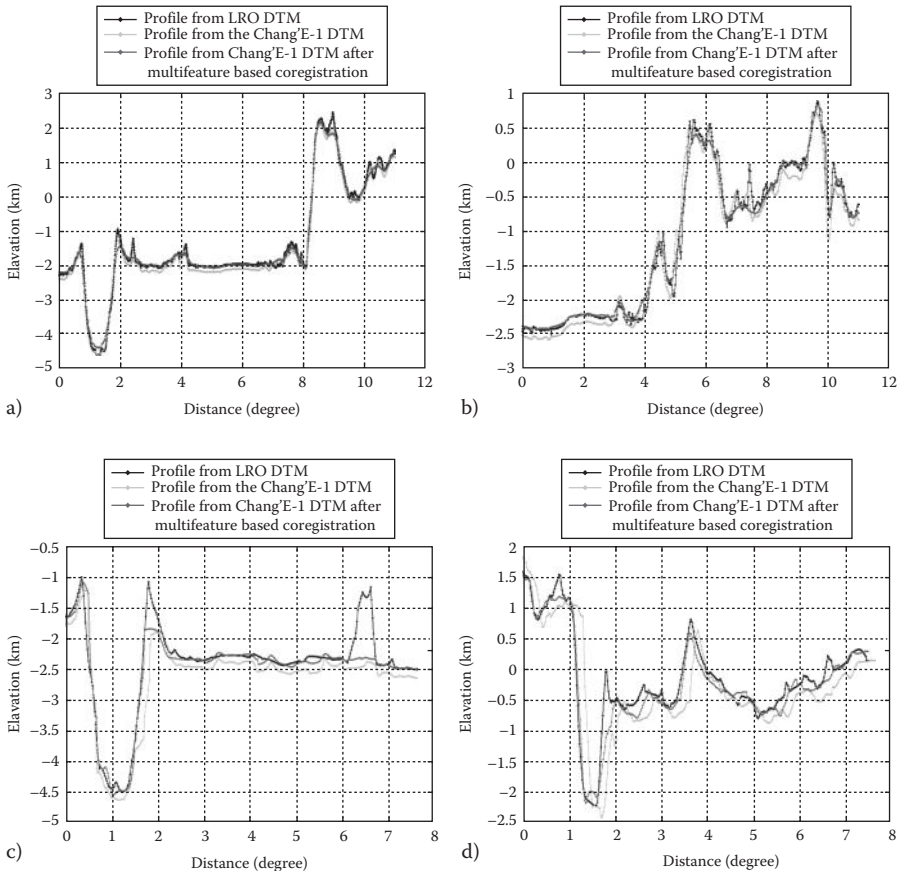 Profile from LRO DTM
Profile from the Chang'E-1 DTM
Profile from Chang'E-1 DTM after
multifeature based coregistration
3
2
1
0
−1
−2
−3
−4
−5
Elavation (km)
0 2 4 6 8 10 12
Distance (degree)
a)
Profile from LRO DTM
Profile from the Chang'E-1 DTM
Profile from Chang'E-1 DTM after
multifeature based coregistration
1
0.5
0
−0.5
−1
−1.5
−2
−2.5
−3
Elavation (km)
0 2 4 6 8 10 12
Distance (degree)
b)
Profile from LRO DTM
Profile from the Chang'E-1 DTM
Profile from Chang'E-1 DTM after
multifeature based coregistration
−0.5
−1
−1.5
−2
−2.5
−3
−3.5
−4
−4.5
−5
Elavation (km)
0 1 2 3 4 5 6 7 8
Distance (degree)
c)
Profile from LRO DTM
Profile from the Chang'E-1 DTM
Profile from Chang'E-1 DTM after
multifeature based coregistration
2
1.5
1
0.5
0
−0.5
−1
−1.5
−2
−2.5
Elavation (km)
0 1 2 3 4 5 6 7 8
Distance (degree)
d)